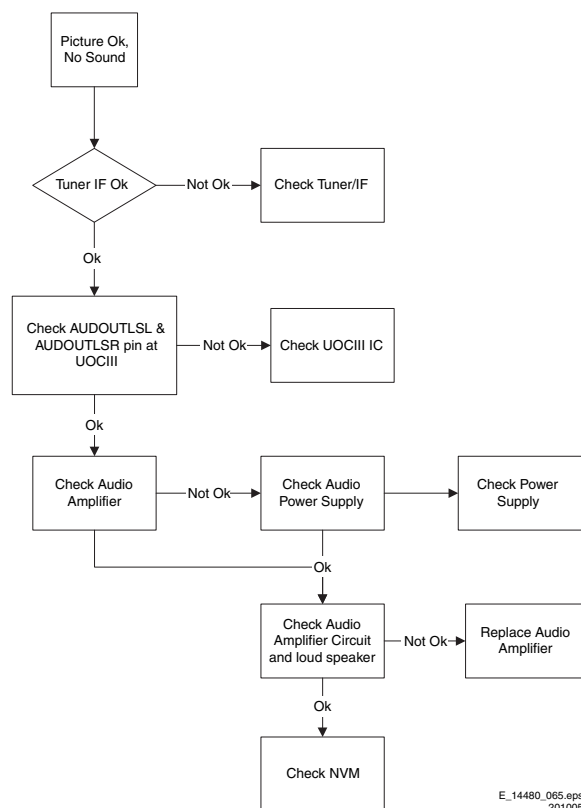 Picture Ok,
No Sound
Tuner IF Ok
Not Ok
Check Tuner/IF
Ok
Check AUDOUTLSL &
AUDOUTLSR pin at
UOCIII
Not Ok
Check UOCIII IC
Ok
Check Audio
Amplifier
Not Ok
Check Audio
Power Supply
Check Power
Supply
Ok
Check Audio
Amplifier Circuit
and loud speaker
Not Ok
Replace Audio
Amplifier
Ok
Check NVM
E_14480_065.eps